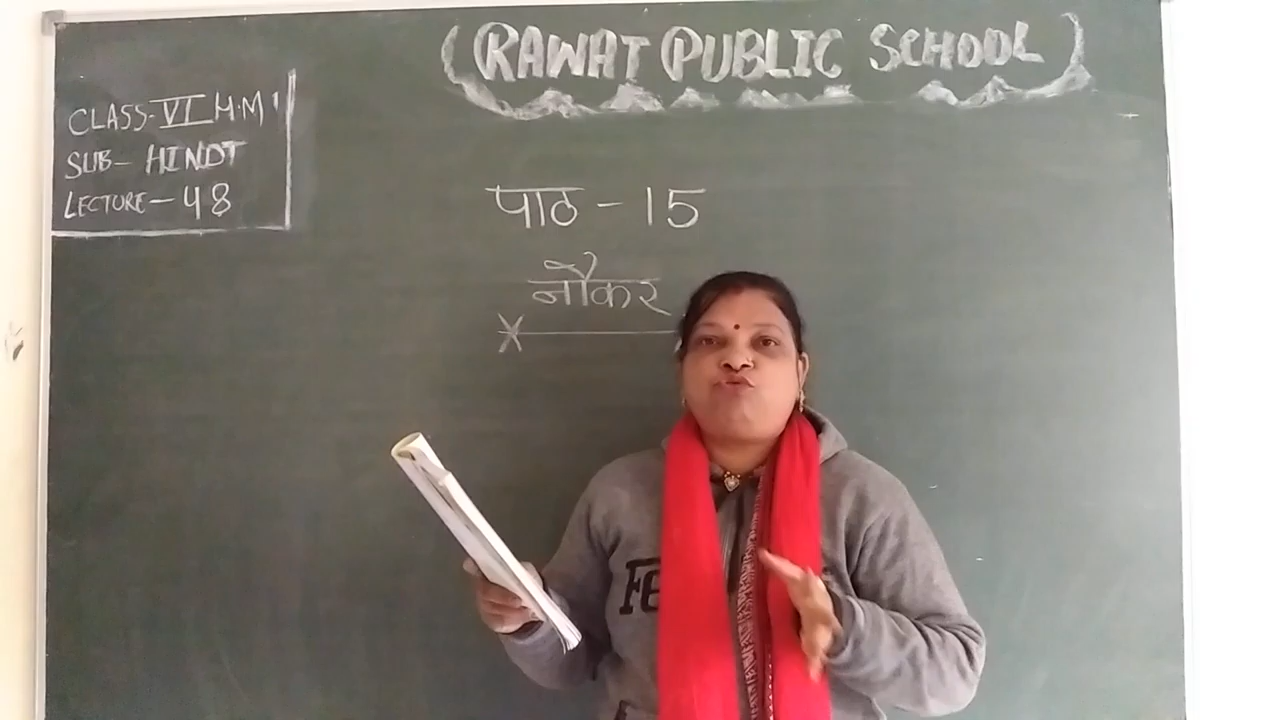 (RAWAT PUBLIC SCHOOL)
CLASS-VI H.M
SUB- HINDI
LECTURE-48
पाठ - 15
नौकर